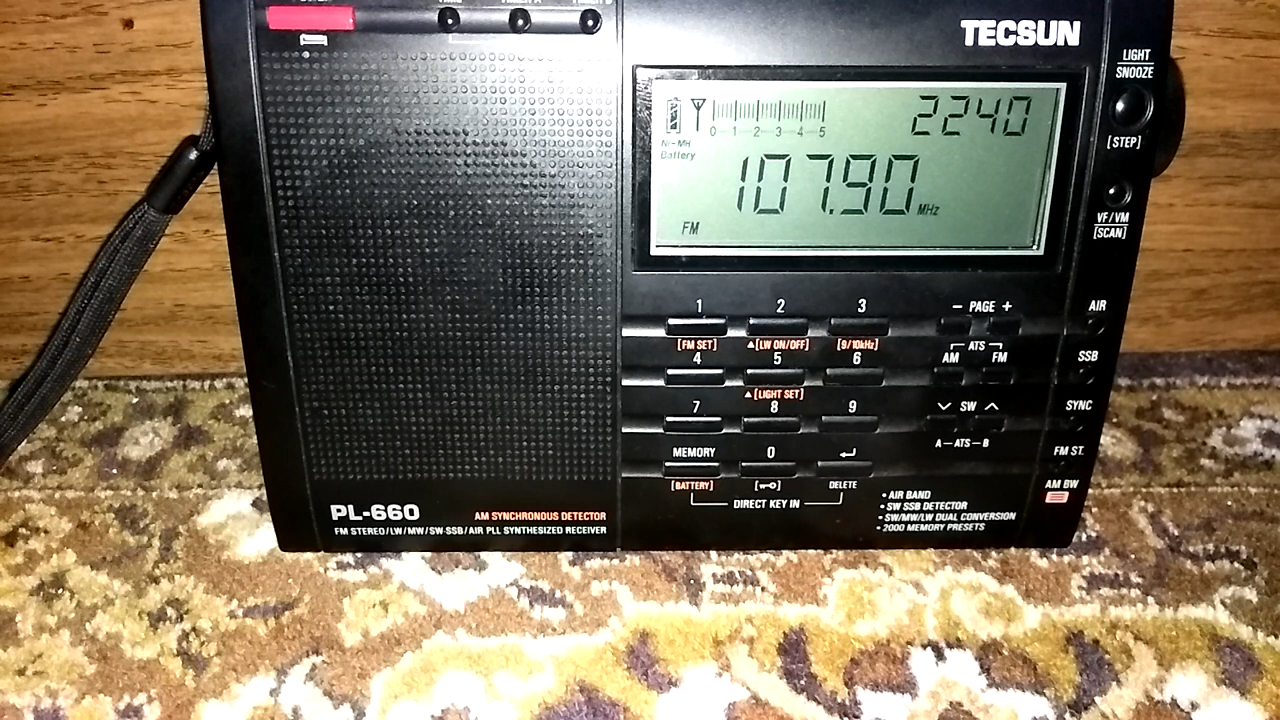 TECSUN
LIGHT
SNOOZE
[STEP]
VF/VM
[SCAN]
2240
0 1 2 3 4 5
Ni-MH
Battery
107.90 MHz
FM
1 2 3 - PAGE + AIR
[FM SET] ▲[LW ON/OFF] [9/10kHz] ATS
4 5 6 AM FM SSB
▲[LIGHT SET]
7 8 9 SW SYNC
A-ATS-B
MEMORY 0 FM ST.
[BATTERY] DELETE AM BW
DIRECT KEY IN
• AIR BAND
• SW SSB DETECTOR
• SW/MW/LW DUAL CONVERSION
• 2000 MEMORY PRESETS
PL-660 AM SYNCHRONOUS DETECTOR
FM STEREO/LW/MW/SW-SSB/AIR PLL SYNTHESIZED RECEIVER